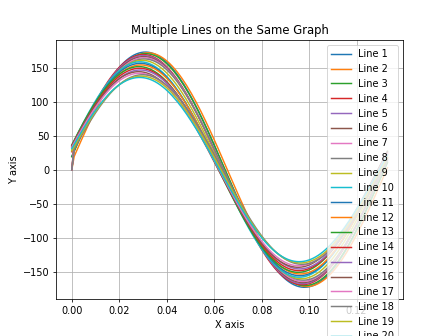 Multiple Lines on the Same Graph
Y axis
150
100
50
0
−50
−100
−150
0.00
0.02
0.04
0.06
0.08
0.10
X axis
Line 1
Line 2
Line 3
Line 4
Line 5
Line 6
Line 7
Line 8
Line 9
Line 10
Line 11
Line 12
Line 13
Line 14
Line 15
Line 16
Line 17
Line 18
Line 19
Line 20